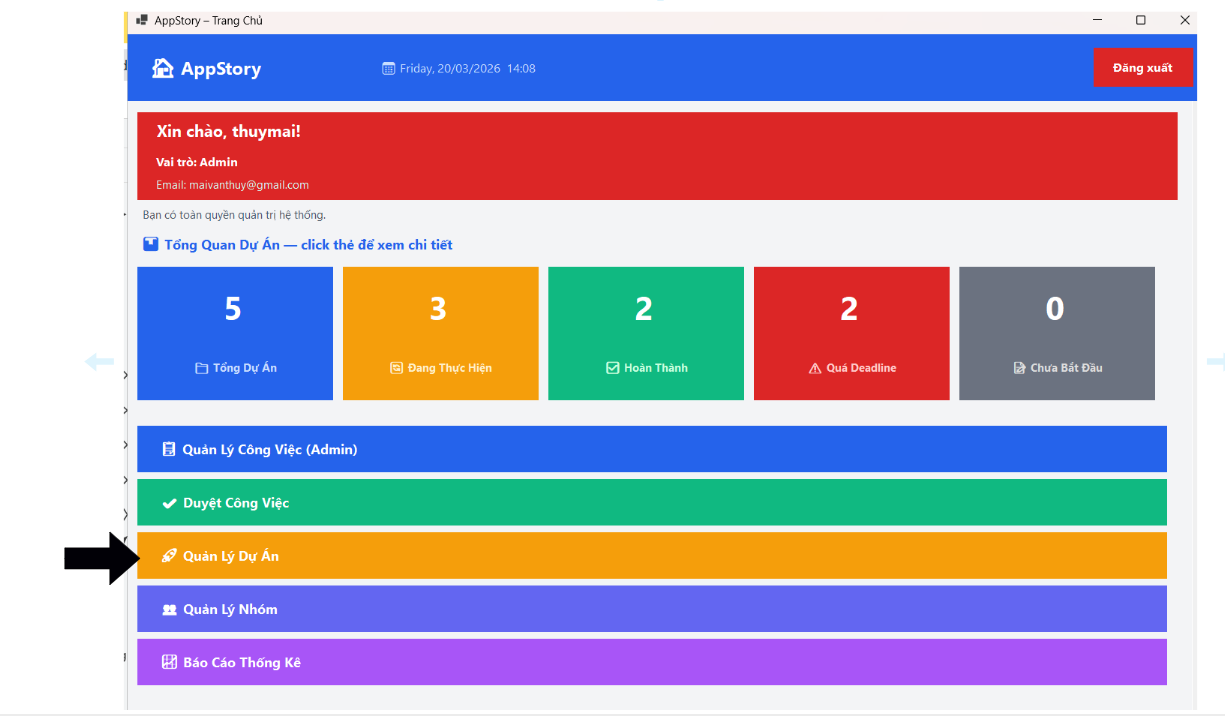 AppStory – Trang Chủ
AppStory
Friday, 20/03/2026 14:08
Đăng xuất
Xin chào, thuymai!
Vai trò: Admin
Email: maivanthuy@gmail.com
Bạn có toàn quyền quản trị hệ thống.
Tổng Quan Dự Án — click thẻ để xem chi tiết
5
Tổng Dự Án
3
Đang Thực Hiện
2
Hoàn Thành
2
Quá Deadline
0
Chưa Bắt Đầu
Quản Lý Công Việc (Admin)
Duyệt Công Việc
Quản Lý Dự Án
Quản Lý Nhóm
Báo Cáo Thống Kê